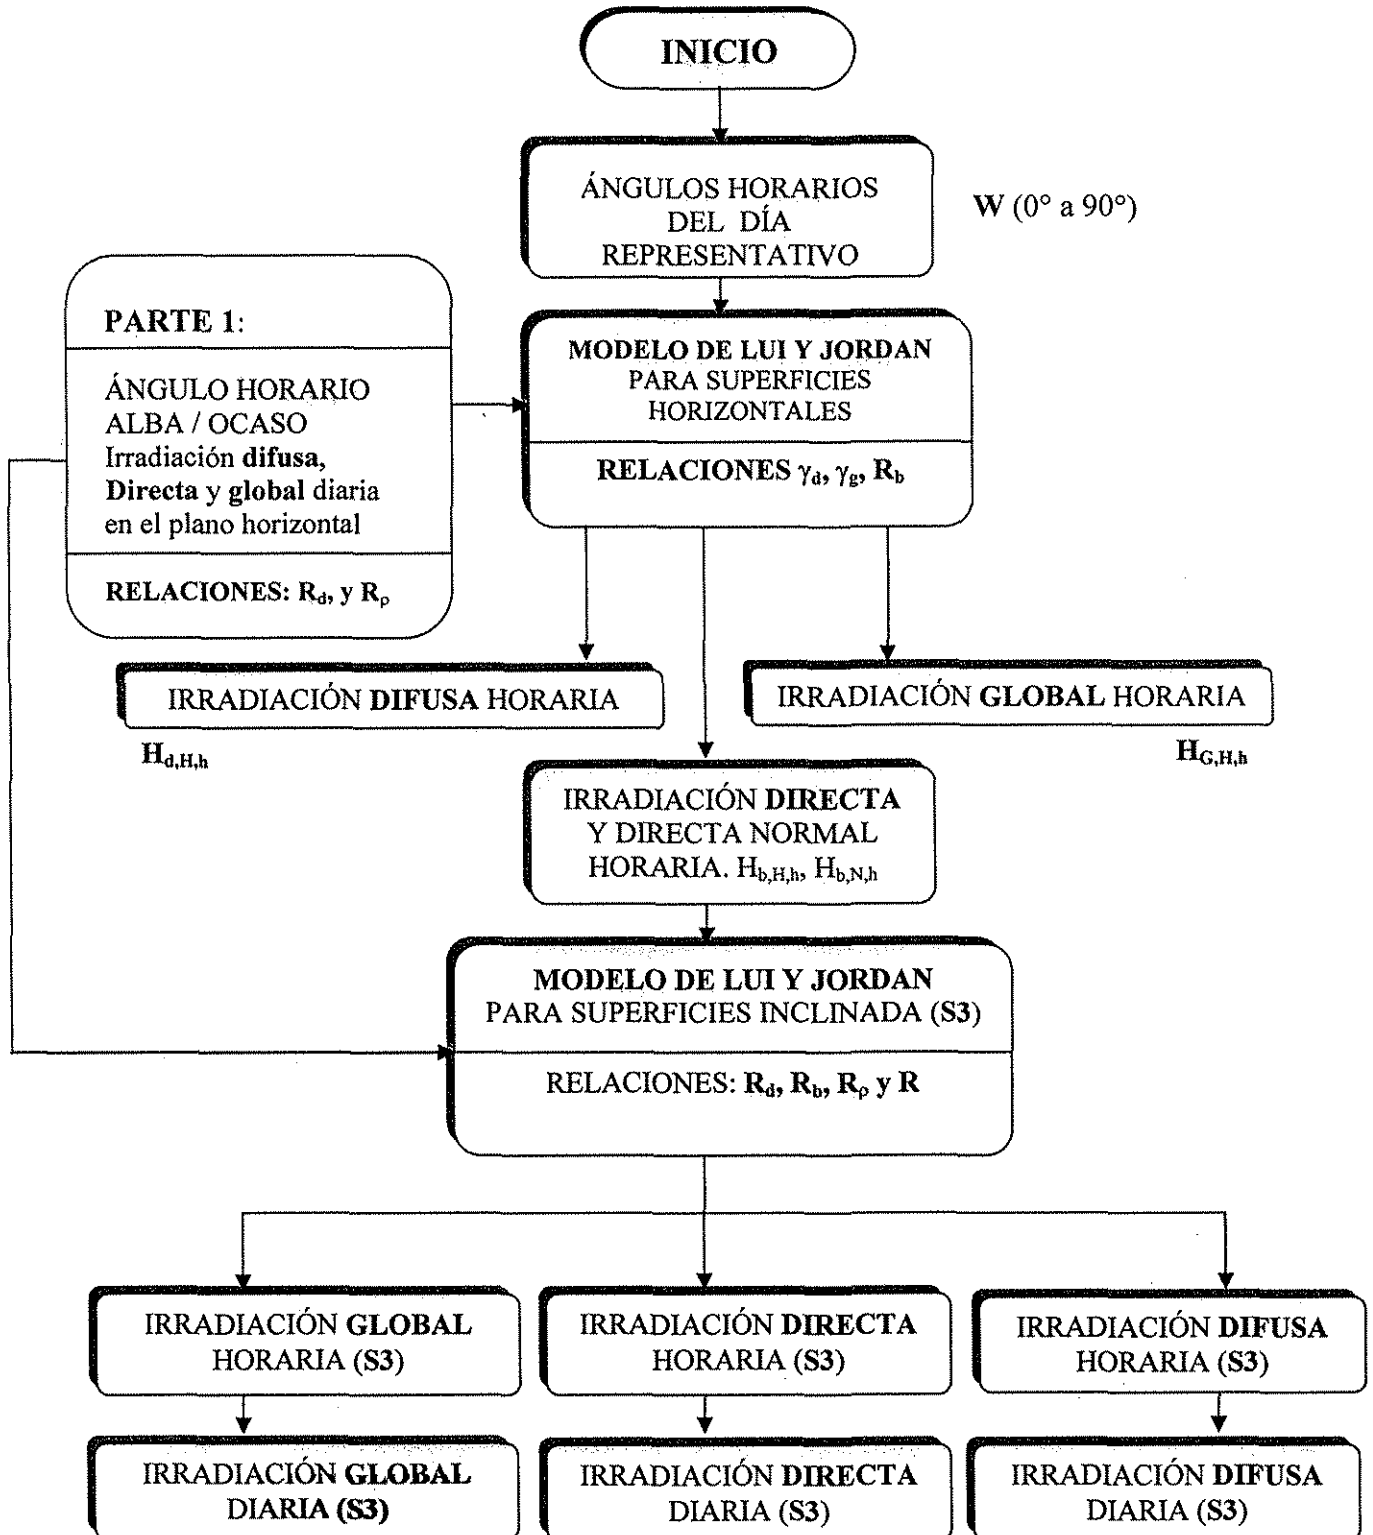 INICIO
ÁNGULOS HORARIOS
DEL DÍA
REPRESENTATIVO
W (0° a 90°)
PARTE 1:
ÁNGULO HORARIO
ALBA / OCASO
Irradiación difusa,
Directa y global diaria
en el plano horizontal
RELACIONES: Rd, y Rρ
MODELO DE LUI Y JORDAN
PARA SUPERFICIES
HORIZONTALES
RELACIONES γd, γg, Rb
IRRADIACIÓN DIFUSA HORARIA
Hd,H,h
IRRADIACIÓN GLOBAL HORARIA
HG,H,h
IRRADIACIÓN DIRECTA
Y DIRECTA NORMAL
HORARIA. Hb,H,h, Hb,N,h
MODELO DE LUI Y JORDAN
PARA SUPERFICIES INCLINADA (S3)
RELACIONES: Rd, Rb, Rρ y R
IRRADIACIÓN GLOBAL
HORARIA (S3)
IRRADIACIÓN DIRECTA
HORARIA (S3)
IRRADIACIÓN DIFUSA
HORARIA (S3)
IRRADIACIÓN GLOBAL
DIARIA (S3)
IRRADIACIÓN DIRECTA
DIARIA (S3)
IRRADIACIÓN DIFUSA
DIARIA (S3)